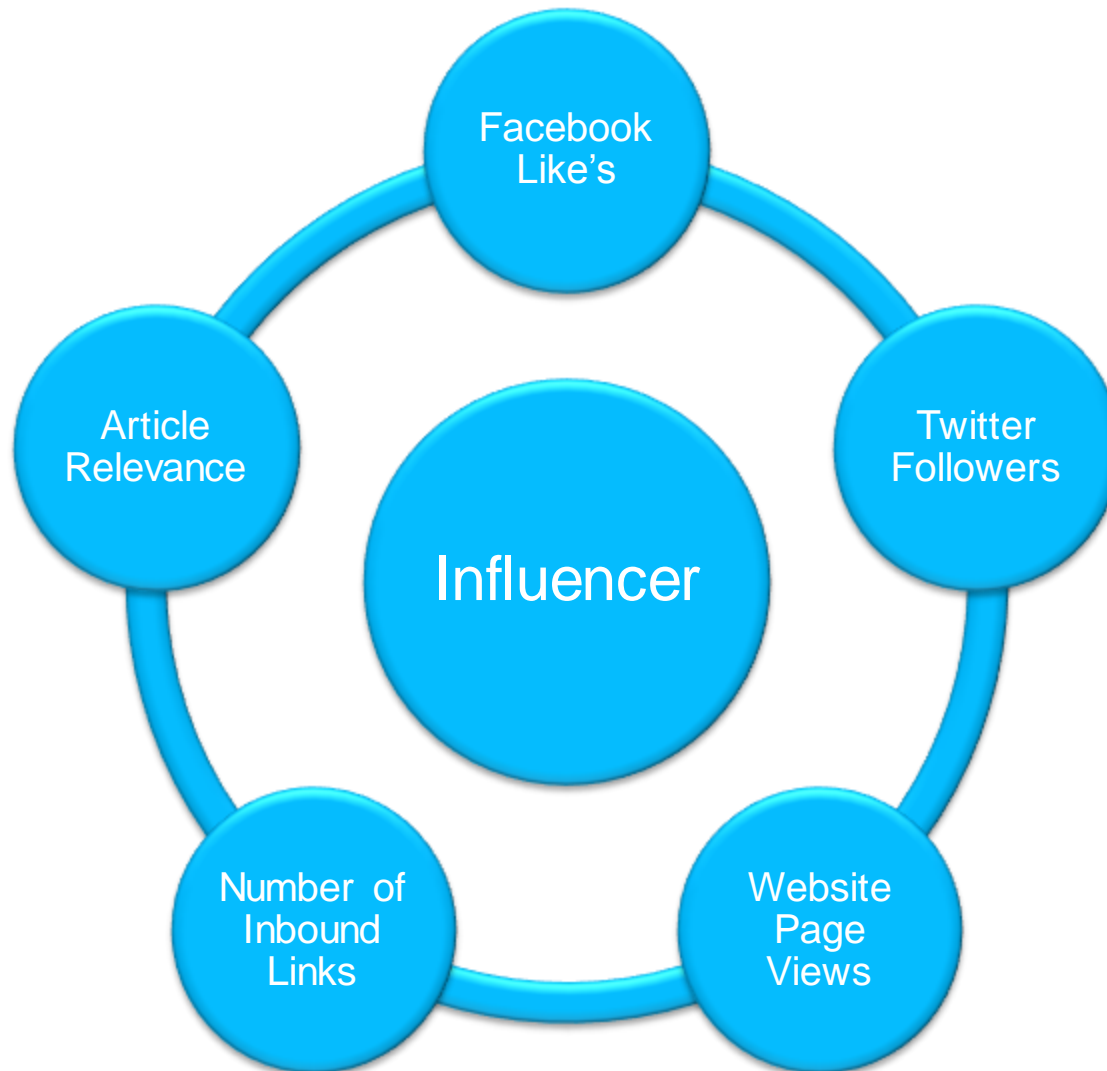 Facebook
Like’s
Article
Relevance
Twitter
Followers
Influencer
Number of
Inbound
Links
Website
Page
Views